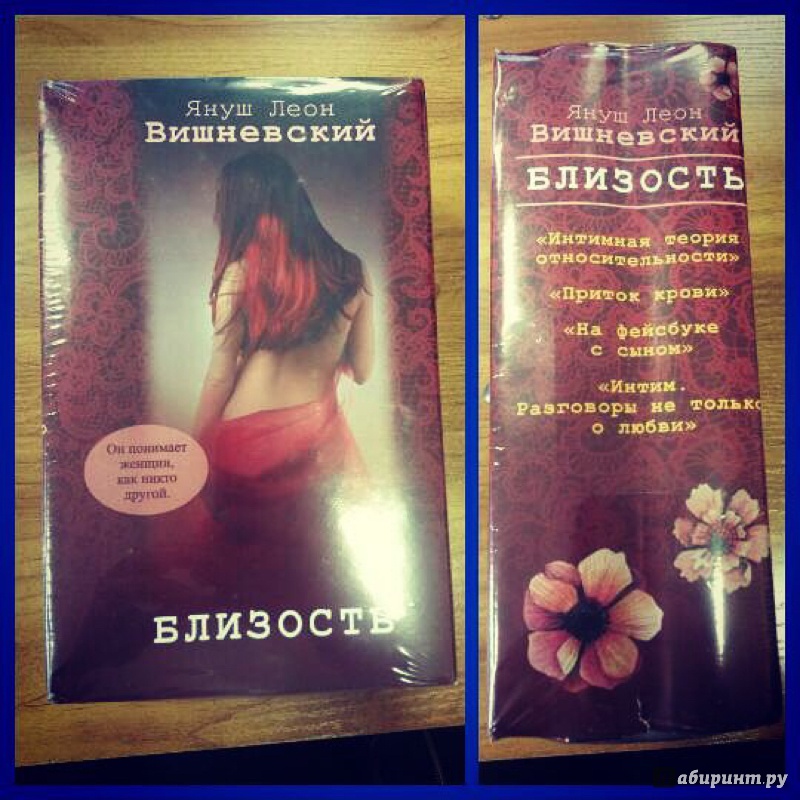 Януш Леон
Вишневский
Он понимает
женщин,
как никто
другой.
БЛИЗОСТЬ
Януш Леон
Вишневский
БЛИЗОСТЬ
«Интимная теория
относительности»
«Приток крови»
«На фейсбуке
с сыном»
«Интим.
Разговоры не только
о любви»
абиринт.ру